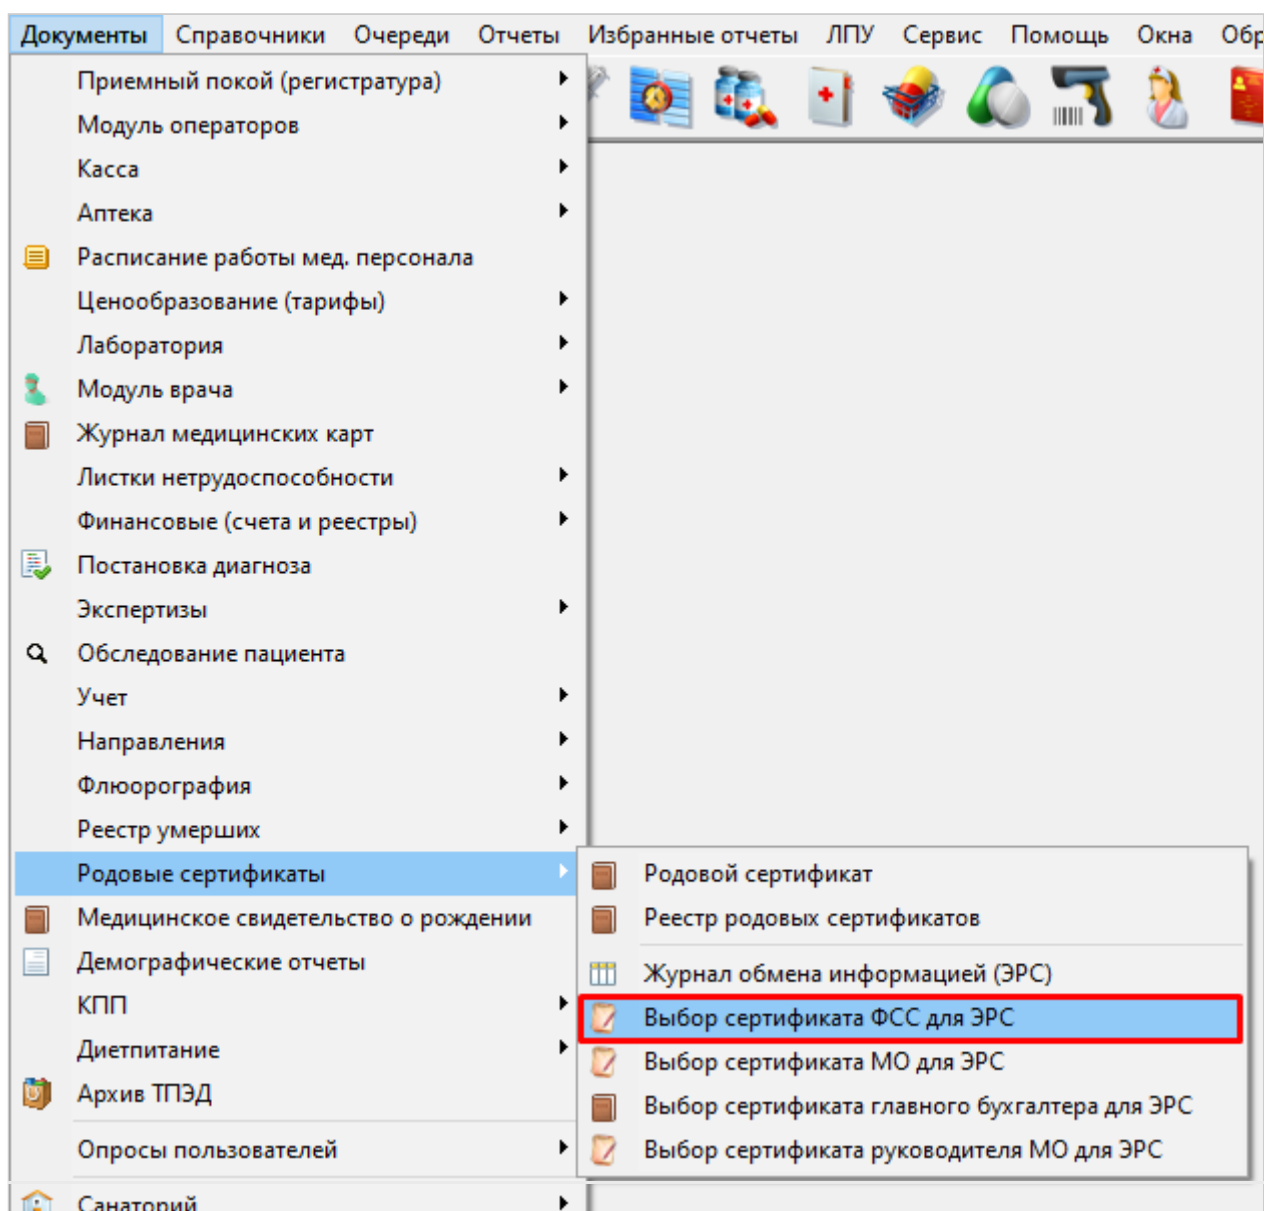 Документы Справочники Очереди Отчеты Избранные отчеты ЛПУ Сервис Помощь Окна
Приемный покой (регистратура)
Модуль операторов
Касса
Аптека
Расписание работы мед. персонала
Ценообразование (тарифы)
Лаборатория
Модуль врача
Журнал медицинских карт
Листки нетрудоспособности
Финансовые (счета и реестры)
Постановка диагноза
Экспертизы
Обследование пациента
Учет
Направления
Флюорография
Реестр умерших
Родовые сертификаты
Медицинское свидетельство о рождении
Демографические отчеты
КПП
Диетпитание
Архив ТПЭД
Опросы пользователей
Санаторий
Родовой сертификат
Реестр родовых сертификатов
Журнал обмена информацией (ЭРС)
Выбор сертификата ФСС для ЭРС
Выбор сертификата МО для ЭРС
Выбор сертификата главного бухгалтера для ЭРС
Выбор сертификата руководителя МО для ЭРС